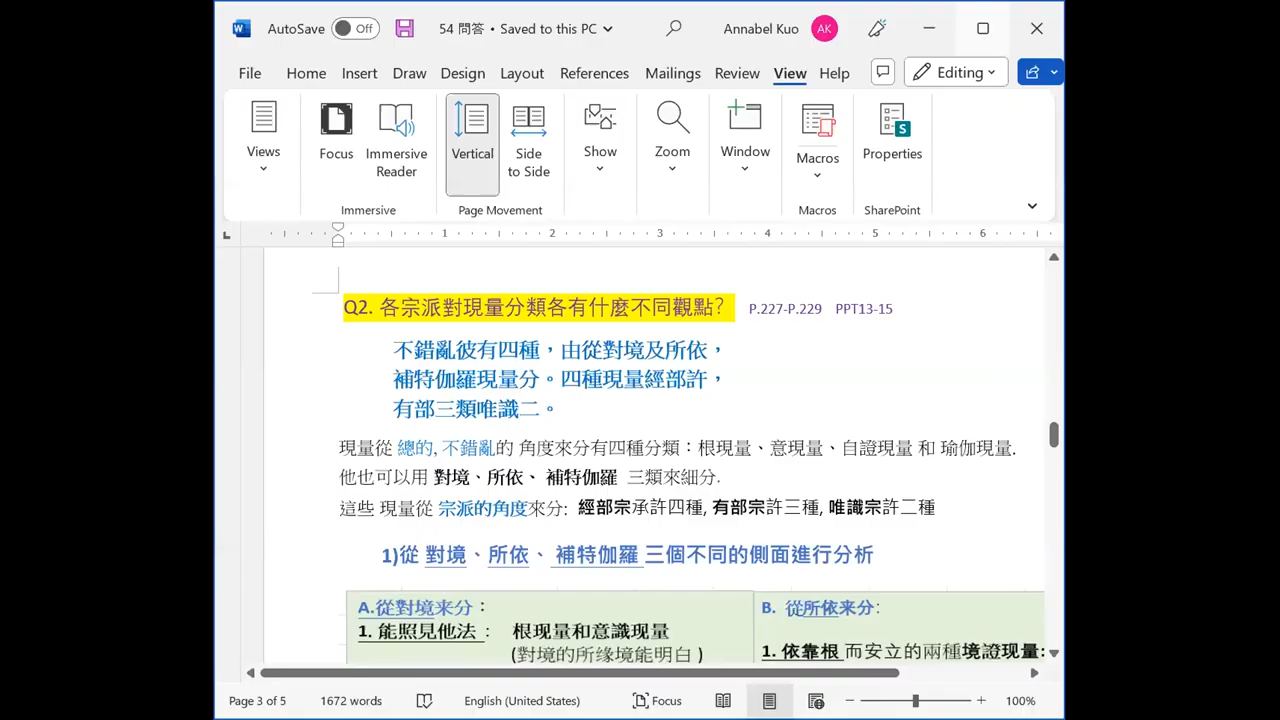 AutoSave Off 54 問答 • Saved to this PC Annabel Kuo AK
File Home Insert Draw Design Layout References Mailings Review View Help Editing
Views Focus Immersive Reader Vertical Side to Side Show Zoom Window Macros Properties
Immersive Page Movement Macros SharePoint
1 2 3 4 5 6
Q2. 各宗派對現量分類各有什麼不同觀點? P.227-P.229 PPT13-15
不錯亂彼有四種，由從對境及所依，
補特伽羅現量分。四種現量經部許，
有部三類唯識二。
現量從 總的, 不錯亂的 角度來分有四種分類：根現量、意現量、自證現量 和 瑜伽現量.
他也可以用 對境、所依、 補特伽羅 三類來細分.
這些 現量從 宗派的角度來分: 經部宗承許四種, 有部宗許三種, 唯識宗許二種
1)從 對境、所依、 補特伽羅 三個不同的側面進行分析
A.從對境来分：
1. 能照見他法： 根現量和意識現量
(對境的所缘境能明白 )
B. 從所依来分:
1. 依靠根 而安立的兩種境證現量:
Page 3 of 5 1672 words English (United States) Focus 100%